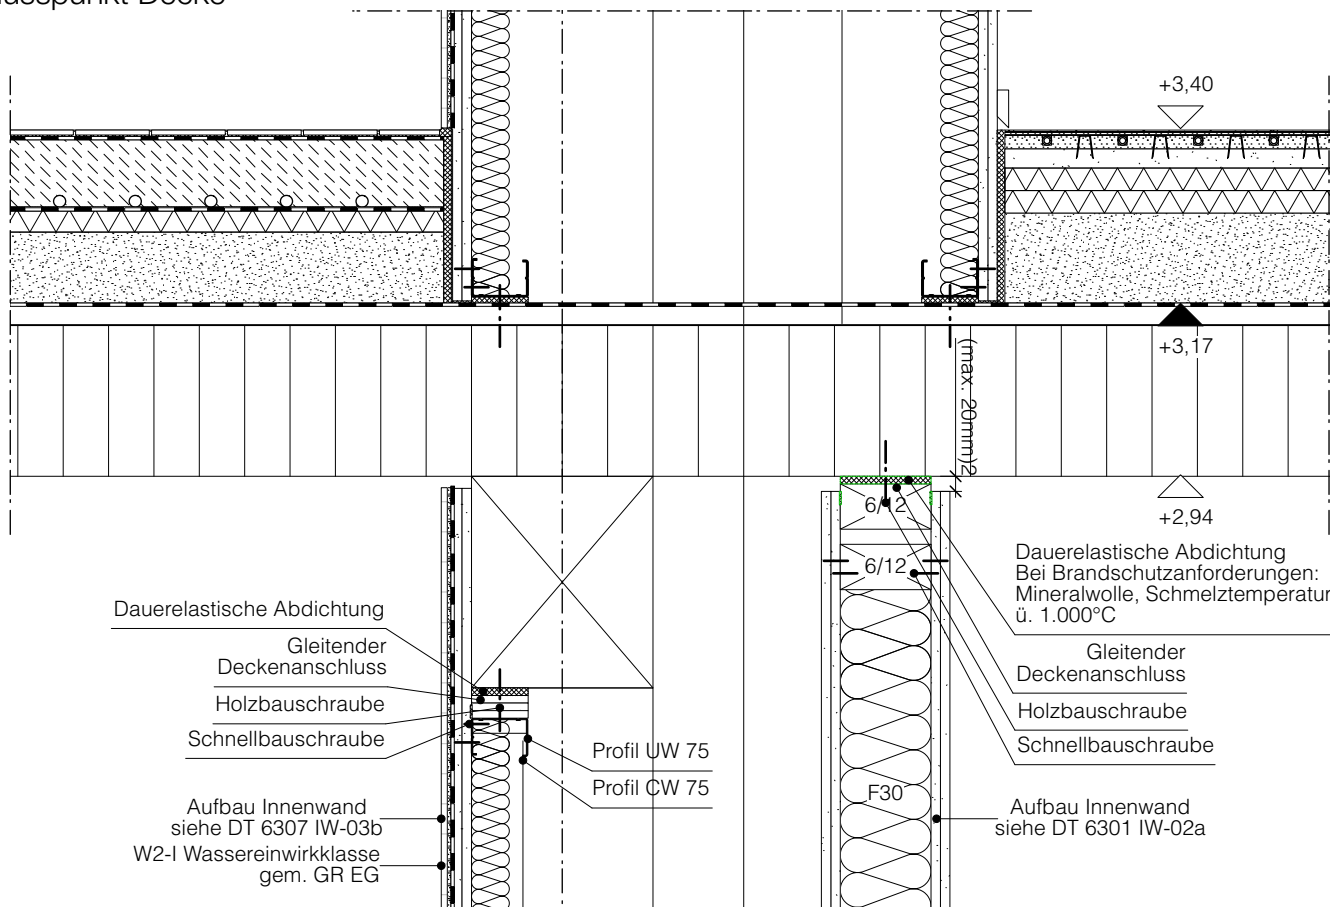 +3,40
+3,17
(max. 20mm)2
+2,94
6/12
6/12
Dauerelastische Abdichtung
Bei Brandschutzanforderungen:
Mineralwolle, Schmelztemperatur
ü. 1.000°C
Gleitender
Deckenanschluss
Holzbauschraube
Schnellbauschraube
Dauerelastische Abdichtung
Gleitender
Deckenanschluss
Holzbauschraube
Schnellbauschraube
Profil UW 75
Profil CW 75
F30
Aufbau Innenwand
siehe DT 6307 IW-03b
W2-I Wassereinwirkklasse
gem. GR EG
Aufbau Innenwand
siehe DT 6301 IW-02a